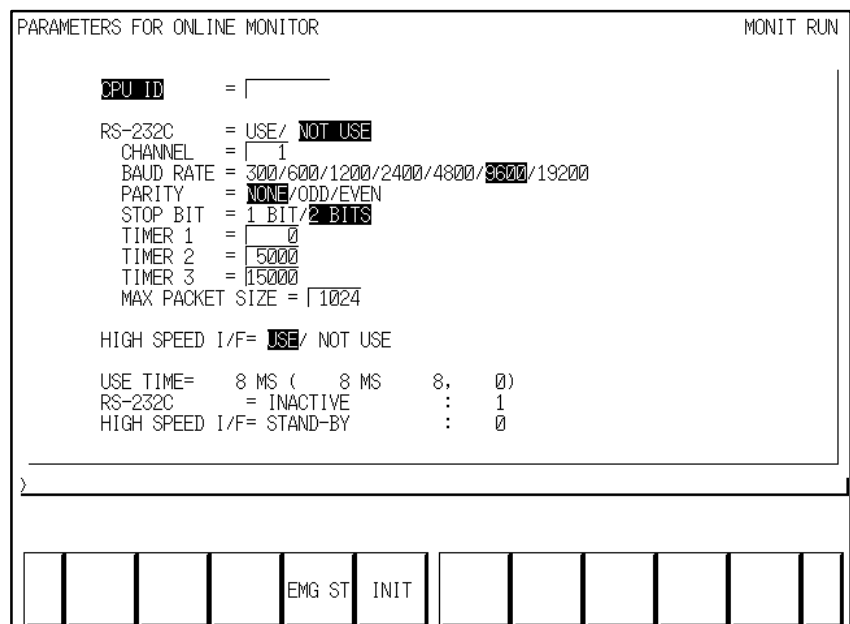 PARAMETERS FOR ONLINE MONITOR MONIT RUN
CPU ID =
RS-232C = USE/ NOT USE
CHANNEL = 1
BAUD RATE = 300/600/1200/2400/4800/9600/19200
PARITY = NONE/ODD/EVEN
STOP BIT = 1 BIT/2 BITS
TIMER 1 = 0
TIMER 2 = 5000
TIMER 3 = 15000
MAX PACKET SIZE = 1024
HIGH SPEED I/F= USE/ NOT USE
USE TIME= 8 MS ( 8 MS 8, 0)
RS-232C = INACTIVE : 1
HIGH SPEED I/F= STAND-BY : 0
)
EMG ST INIT